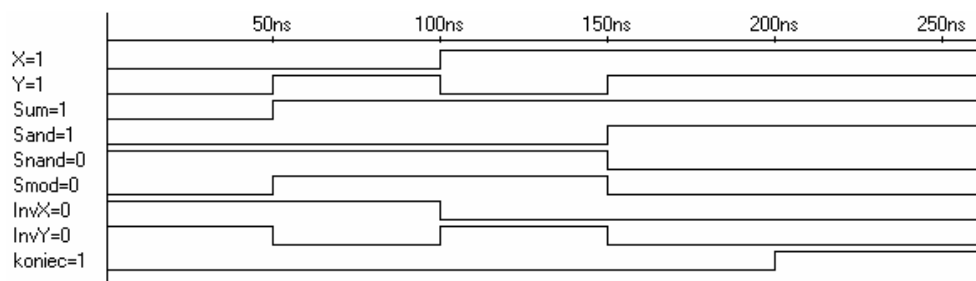 50ns 100ns 150ns 200ns 250ns
X=1
Y=1
Sum=1
Sand=1
Snand=0
Smod=0
InvX=0
InvY=0
koniec=1